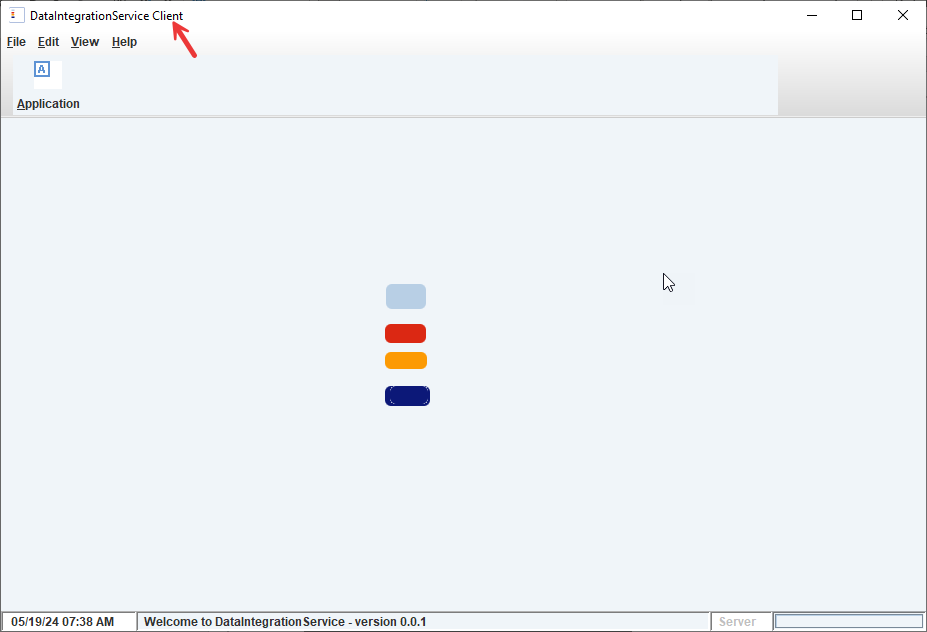 DataIntegrationService Client
File Edit View Help
A
Application
05/19/24 07:38 AM Welcome to DataIntegrationService - version 0.0.1 Server